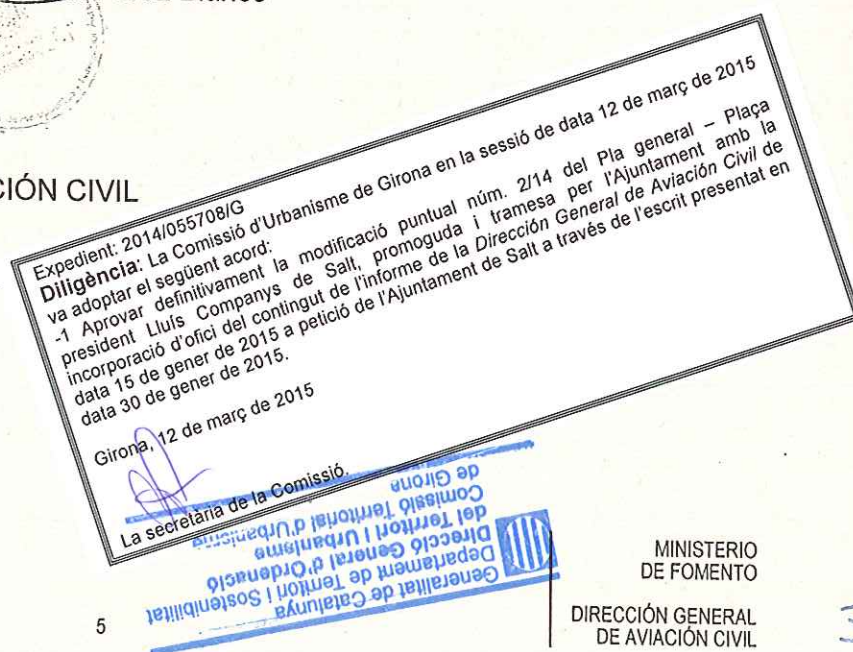 CIÓN CIVIL
Expedient: 2014/055708/G
Diligència: La Comissió d'Urbanisme de Girona en la sessió de data 12 de març de 2015
va adoptar el següent acord:
-1 Aprovar definitivament la modificació puntual núm. 2/14 del Pla general – Plaça
president Lluís Companys de Salt, promoguda i tramesa per l'Ajuntament amb la
incorporació d'ofici del contingut de l'informe de la Dirección General de Aviación Civil de
data 15 de gener de 2015 a petició de l'Ajuntament de Salt a través de l'escrit presentat en
data 30 de gener de 2015.
Girona, 12 de març de 2015
La secretària de la Comissió.
Generalitat de Catalunya
Departament de Territori i Sostenibilitat
Direcció General d'Ordenació
del Territori i Urbanisme
Comissió Territorial d'Urbanisme
de Girona
5
MINISTERIO
DE FOMENTO
DIRECCIÓN GENERAL
DE AVIACIÓN CIVIL